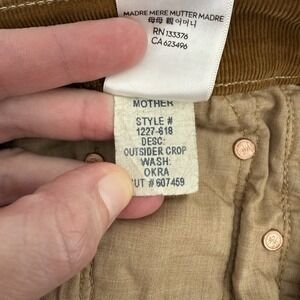 MADRE MERE MUTTER MADRE
母母 親 어머니
RN 133376
CA 623496
MOTHER
STYLE #
1227-618
DESC:
OUTSIDER CROP
WASH:
OKRA
CUT # 607459